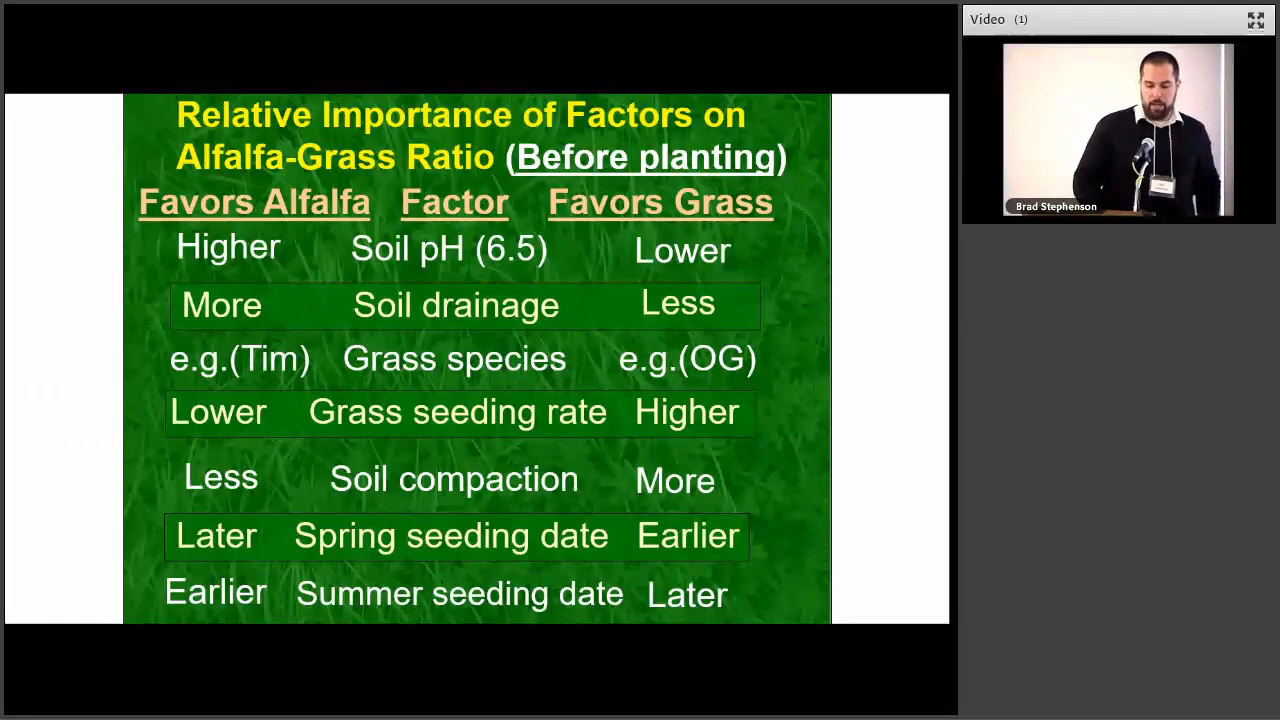 Relative Importance of Factors on
Alfalfa-Grass Ratio (Before planting)
Favors Alfalfa Factor Favors Grass
Higher Soil pH (6.5) Lower
More Soil drainage Less
e.g.(Tim) Grass species e.g.(OG)
Lower Grass seeding rate Higher
Less Soil compaction More
Later Spring seeding date Earlier
Earlier Summer seeding date Later
Video (1)
Brad Stephenson